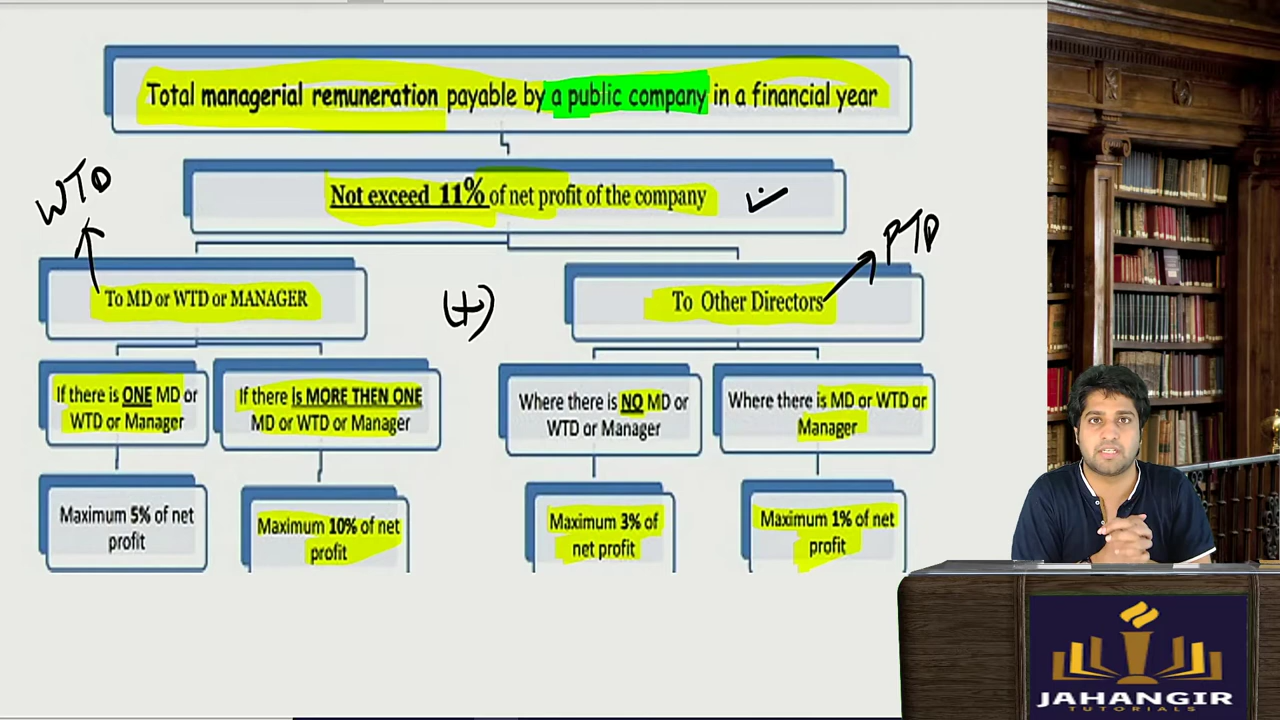 Total managerial remuneration payable by a public company in a financial year
Not exceed 11% of net profit of the company
WTD
PTD
To MD or WTD or MANAGER
(+)
To Other Directors
If there is ONE MD or
WTD or Manager
If there is MORE THEN ONE
MD or WTD or Manager
Where there is NO MD or
WTD or Manager
Where there is MD or WTD or
Manager
Maximum 5% of net
profit
Maximum 10% of net
profit
Maximum 3% of
net profit
Maximum 1% of net
profit
JAHANGIR
TUTORIALS